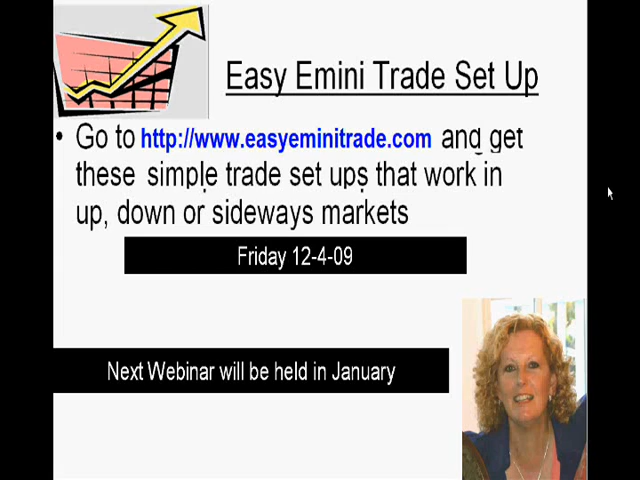 Easy Emini Trade Set Up
• Go to http://www.easyeminitrade.com and get
these simple trade set ups that work in
up, down or sideways markets
Friday 12-4-09
Next Webinar will be held in January